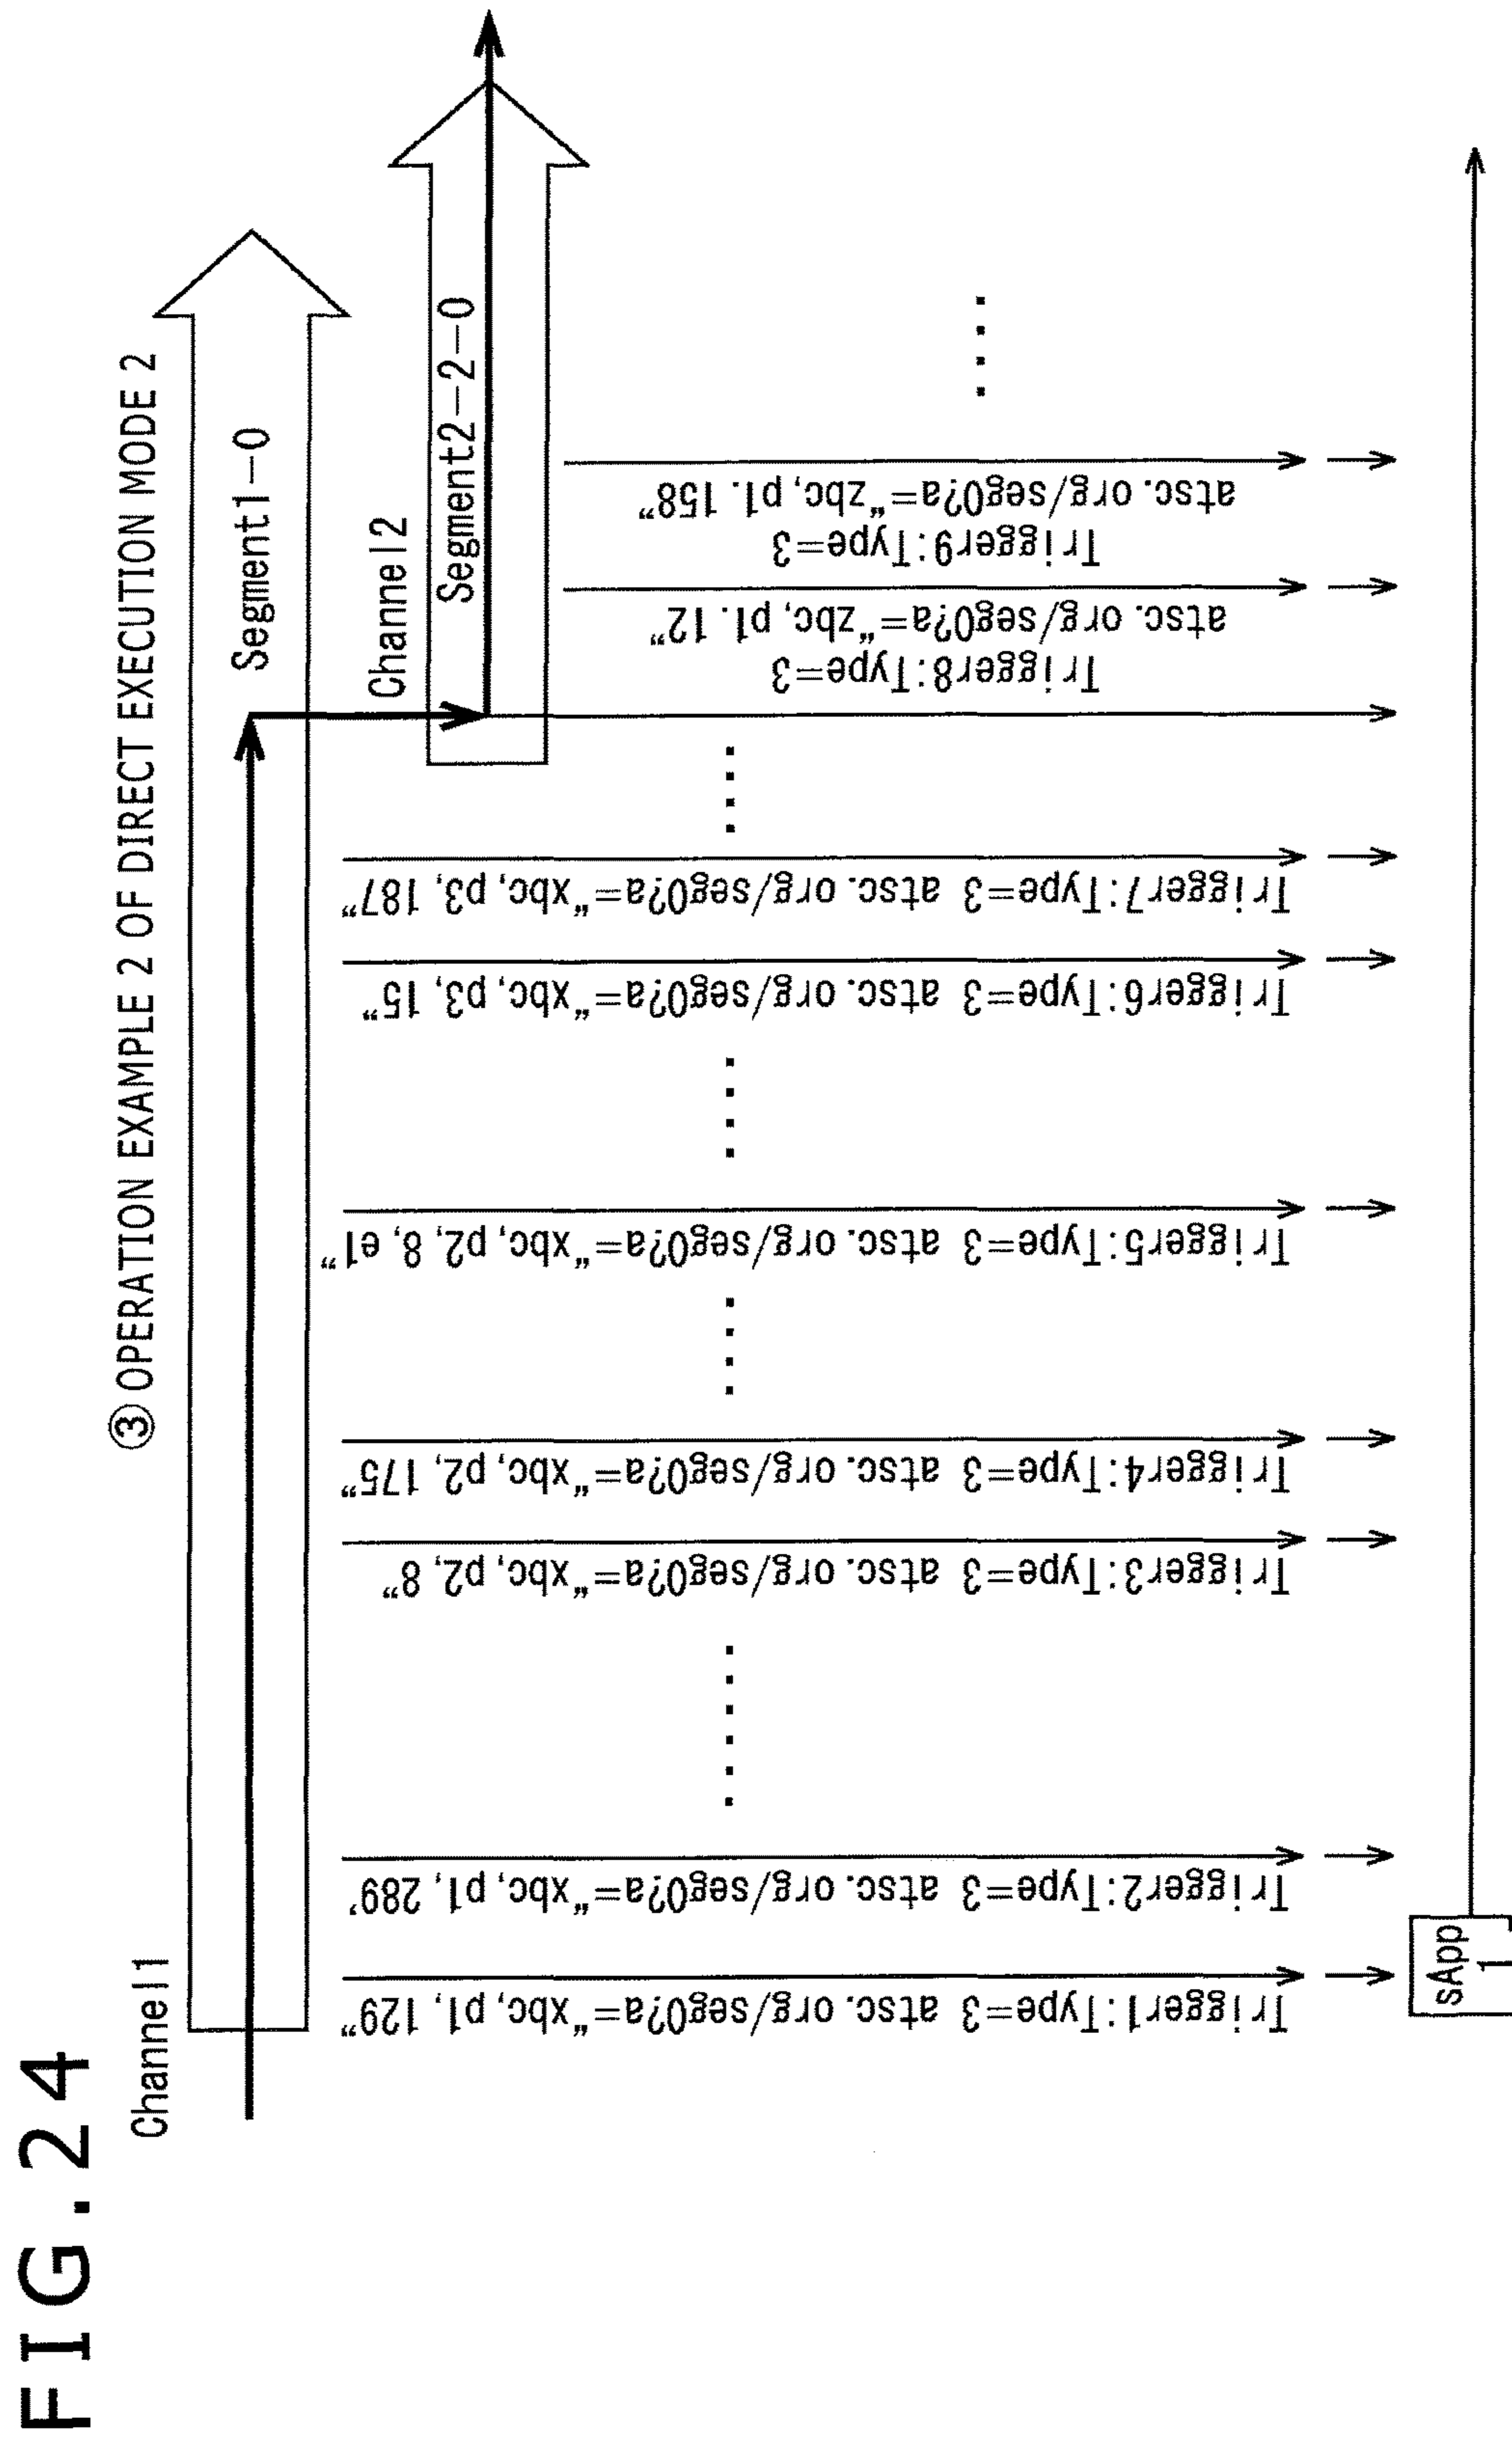 FIG.24
③ OPERATION EXAMPLE 2 OF DIRECT EXECUTION MODE 2
Channel1
Segment1-0
Channel2
Segment2-2-0
Trigger1:Type=3 atsc.org/seg0?a="xbc,p1,129"
Trigger2:Type=3 atsc.org/seg0?a="xbc,p1,289'
Trigger3:Type=3 atsc.org/seg0?a="xbc,p2,8"
Trigger4:Type=3 atsc.org/seg0?a="xbc,p2,175"
Trigger5:Type=3 atsc.org/seg0?a="xbc,p2,8,e1"
Trigger6:Type=3 atsc.org/seg0?a="xbc,p3,15"
Trigger7:Type=3 atsc.org/seg0?a="xbc,p3,187"
Trigger8:Type=3
atsc.org/seg0?a="zbc,p1.12"
Trigger9:Type=3
atsc.org/seg0?a="zbc,p1.158"
sApp
1